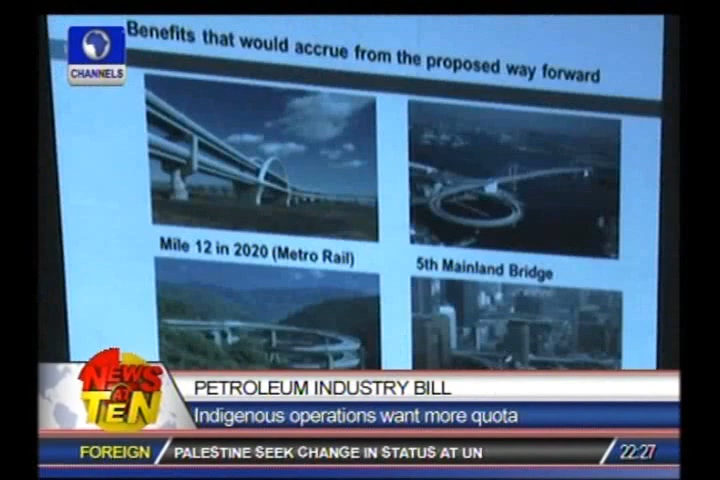 Benefits that would accrue from the proposed way forward
CHANNELS
Mile 12 in 2020 (Metro Rail)
5th Mainland Bridge
NEWS
AT
TEN
PETROLEUM INDUSTRY BILL
Indigenous operations want more quota
FOREIGN
PALESTINE SEEK CHANGE IN STATUS AT UN
22:27